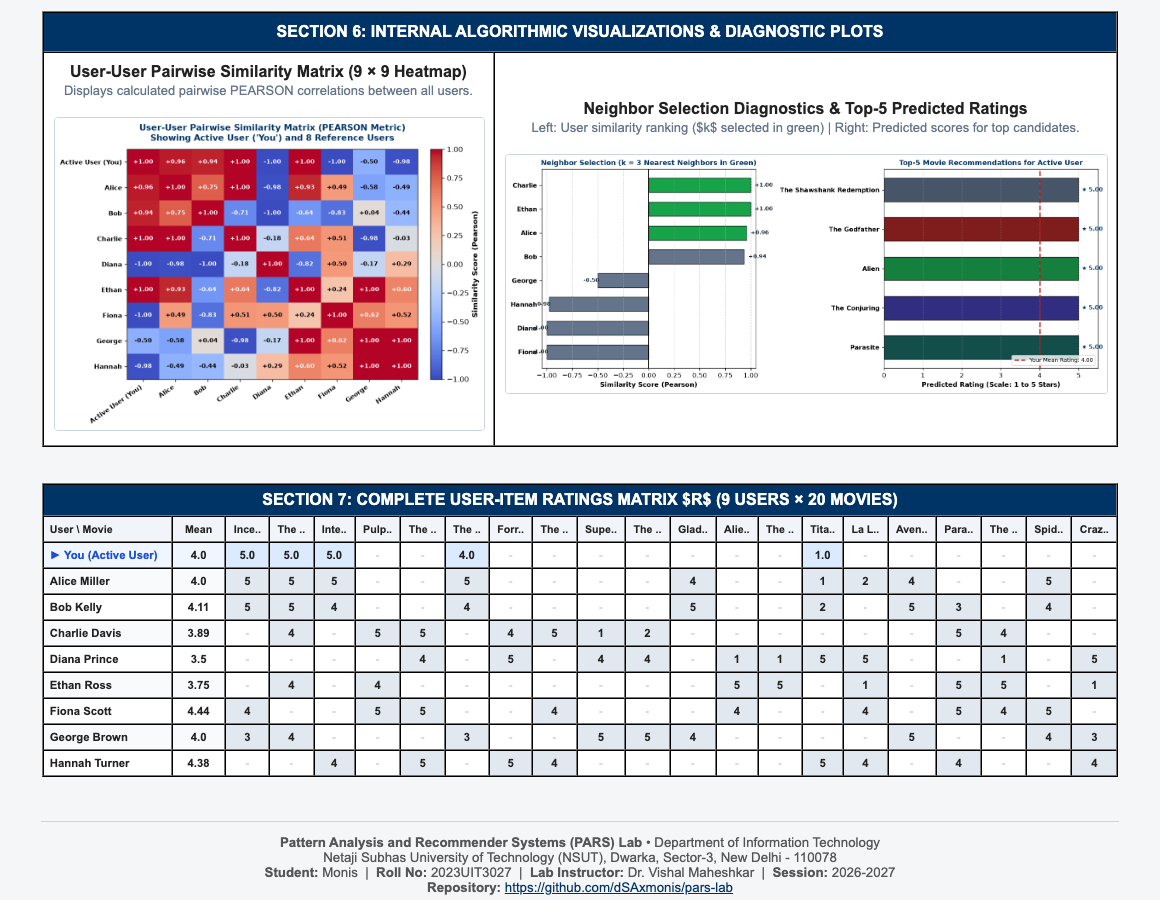 SECTION 6: INTERNAL ALGORITHMIC VISUALIZATIONS & DIAGNOSTIC PLOTS
User-User Pairwise Similarity Matrix (9 × 9 Heatmap)
Displays calculated pairwise PEARSON correlations between all users.
User-User Pairwise Similarity Matrix (PEARSON Metric)
Showing Active User ('You') and 8 Reference Users
Active User (You) +1.00 +0.96 +0.94 +1.00 -1.00 +1.00 -1.00 -0.50 -0.98
Alice +0.96 +1.00 +0.75 +1.00 -0.98 +0.93 +0.49 -0.58 -0.49
Bob +0.94 +0.75 +1.00 -0.71 -1.00 -0.64 -0.83 +0.04 -0.44
Charlie +1.00 +1.00 -0.71 +1.00 -0.18 +0.64 +0.51 -0.98 -0.03
Diana -1.00 -0.98 -1.00 -0.18 +1.00 -0.82 +0.50 -0.17 +0.29
Ethan +1.00 +0.93 -0.64 +0.64 -0.82 +1.00 +0.24 +1.00 +0.60
Fiona -1.00 +0.49 -0.83 +0.51 +0.50 +0.24 +1.00 +0.62 +0.52
George -0.50 -0.58 +0.04 -0.98 -0.17 +1.00 +0.62 +1.00 +1.00
Hannah -0.98 -0.49 -0.44 -0.03 +0.29 +0.60 +0.52 +1.00 +1.00
Active User (You) Alice Bob Charlie Diana Ethan Fiona George Hannah
1.00
0.75
0.50
0.25
0.00
−0.25
−0.50
−0.75
−1.00
Similarity Score (Pearson)
Neighbor Selection Diagnostics & Top-5 Predicted Ratings
Left: User similarity ranking ($k$ selected in green) | Right: Predicted scores for top candidates.
Neighbor Selection (k = 3 Nearest Neighbors in Green)
Charlie +1.00
Ethan +1.00
Alice +0.96
Bob +0.94
George -0.50
Hannah
Diana
Fiona
−1.00 −0.75 −0.50 −0.25 0.00 0.25 0.50 0.75 1.00
Similarity Score (Pearson)
Top-5 Movie Recommendations for Active User
The Shawshank Redemption ★ 5.00
The Godfather ★ 5.00
Alien ★ 5.00
The Conjuring ★ 5.00
Parasite ★ 5.00
Your Mean Rating: 4.00
0 1 2 3 4 5
Predicted Rating (Scale: 1 to 5 Stars)
SECTION 7: COMPLETE USER-ITEM RATINGS MATRIX $R$ (9 USERS × 20 MOVIES)
User \ Movie Mean Ince.. The .. Inte.. Pulp.. The .. The .. Forr.. The .. Supe.. The .. Glad.. Alie.. The .. Tita.. La L.. Aven.. Para.. The .. Spid.. Craz..
► You (Active User) 4.0 5.0 5.0 5.0 - - 4.0 - - - - - - - 1.0 - - - - - -
Alice Miller 4.0 5 5 5 - - 5 - - - - 4 - - 1 2 4 - - 5 -
Bob Kelly 4.11 5 5 4 - - 4 - - - - 5 - - 2 - 5 3 - 4 -
Charlie Davis 3.89 - 4 - 5 5 - 4 5 1 2 - - - - - - 5 4 - -
Diana Prince 3.5 - - - - 4 - 5 - 4 4 - 1 1 5 5 - - 1 - 5
Ethan Ross 3.75 - 4 - 4 - - - - - - - 5 5 - 1 - 5 5 - 1
Fiona Scott 4.44 4 - - 5 5 - - 4 - - - 4 - - 4 - 5 4 5 -
George Brown 4.0 3 4 - - - 3 - - 5 5 4 - - - - 5 - - 4 3
Hannah Turner 4.38 - - 4 - 5 - 5 4 - - - - - 5 4 - 4 - - 4
Pattern Analysis and Recommender Systems (PARS) Lab • Department of Information Technology
Netaji Subhas University of Technology (NSUT), Dwarka, Sector-3, New Delhi - 110078
Student: Monis | Roll No: 2023UIT3027 | Lab Instructor: Dr. Vishal Maheshkar | Session: 2026-2027
Repository: https://github.com/dSAxmonis/pars-lab